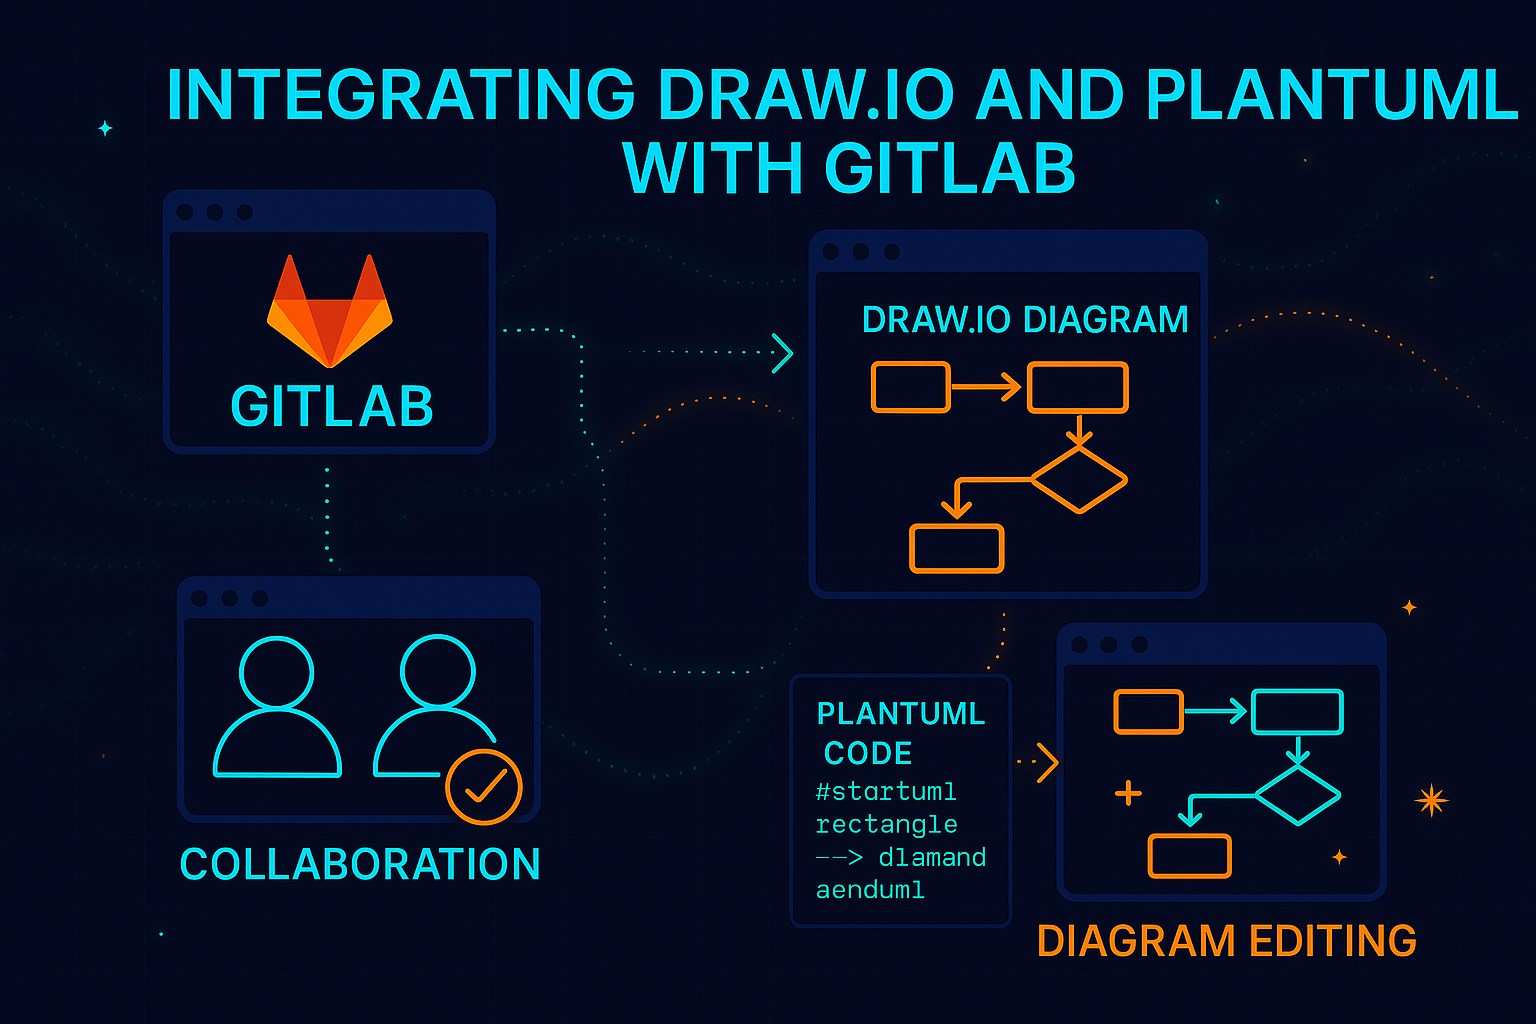 INTEGRATING DRAW.IO AND PLANTUML
WITH GITLAB
GITLAB
DRAW.IO DIAGRAM
COLLABORATION
PLANTUML
CODE
#startuml
rectangle
--> dlamand
aenduml
DIAGRAM EDITING